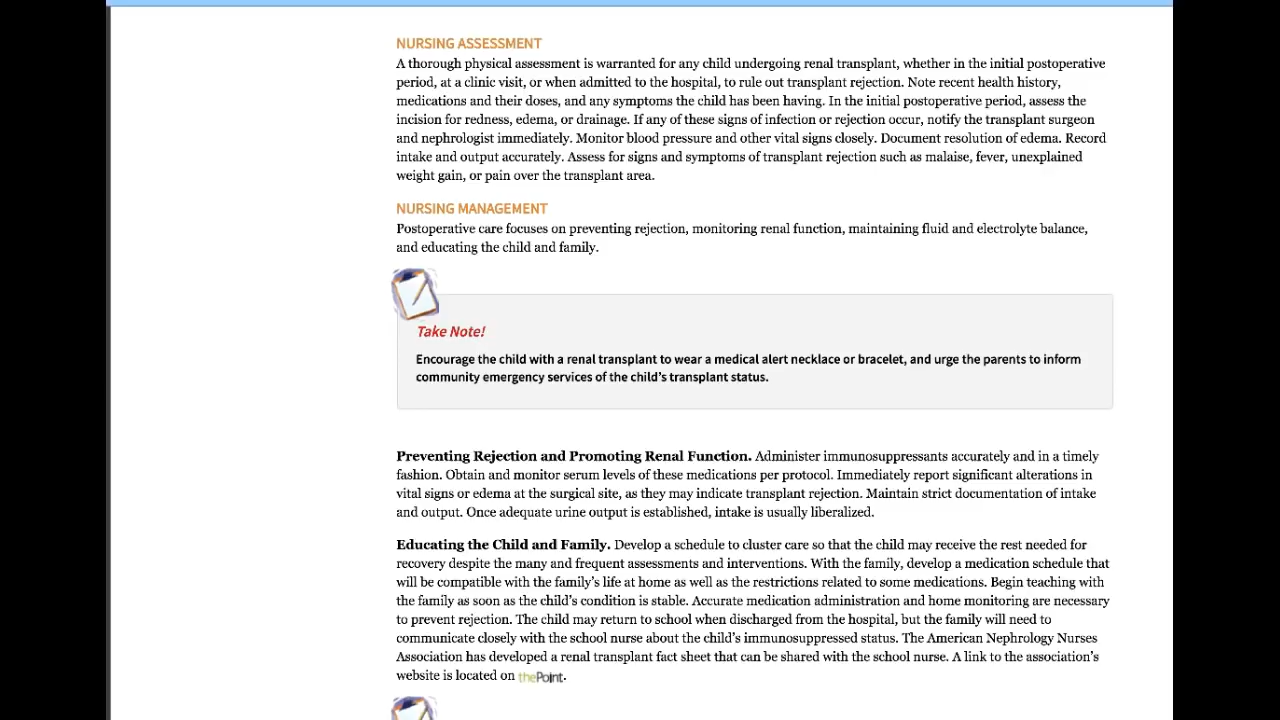 NURSING ASSESSMENT
A thorough physical assessment is warranted for any child undergoing renal transplant, whether in the initial postoperative
period, at a clinic visit, or when admitted to the hospital, to rule out transplant rejection. Note recent health history,
medications and their doses, and any symptoms the child has been having. In the initial postoperative period, assess the
incision for redness, edema, or drainage. If any of these signs of infection or rejection occur, notify the transplant surgeon
and nephrologist immediately. Monitor blood pressure and other vital signs closely. Document resolution of edema. Record
intake and output accurately. Assess for signs and symptoms of transplant rejection such as malaise, fever, unexplained
weight gain, or pain over the transplant area.
NURSING MANAGEMENT
Postoperative care focuses on preventing rejection, monitoring renal function, maintaining fluid and electrolyte balance,
and educating the child and family.
Take Note!
Encourage the child with a renal transplant to wear a medical alert necklace or bracelet, and urge the parents to inform
community emergency services of the child's transplant status.
Preventing Rejection and Promoting Renal Function. Administer immunosuppressants accurately and in a timely
fashion. Obtain and monitor serum levels of these medications per protocol. Immediately report significant alterations in
vital signs or edema at the surgical site, as they may indicate transplant rejection. Maintain strict documentation of intake
and output. Once adequate urine output is established, intake is usually liberalized.
Educating the Child and Family. Develop a schedule to cluster care so that the child may receive the rest needed for
recovery despite the many and frequent assessments and interventions. With the family, develop a medication schedule that
will be compatible with the family's life at home as well as the restrictions related to some medications. Begin teaching with
the family as soon as the child's condition is stable. Accurate medication administration and home monitoring are necessary
to prevent rejection. The child may return to school when discharged from the hospital, but the family will need to
communicate closely with the school nurse about the child's immunosuppressed status. The American Nephrology Nurses
Association has developed a renal transplant fact sheet that can be shared with the school nurse. A link to the association's
website is located on thePoint.